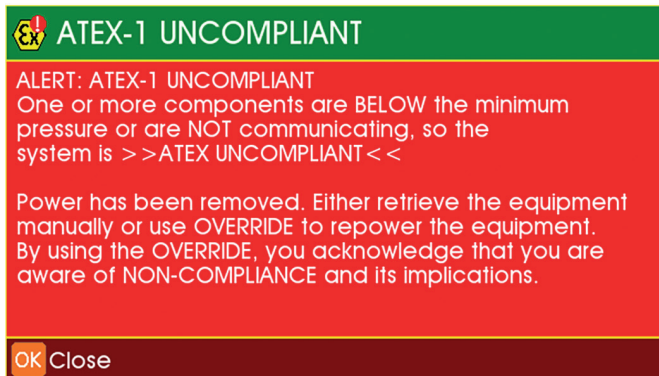 Ex! ATEX-1 UNCOMPLIANT
ALERT: ATEX-1 UNCOMPLIANT
One or more components are BELOW the minimum
pressure or are NOT communicating, so the
system is >>ATEX UNCOMPLIANT<<
Power has been removed. Either retrieve the equipment
manually or use OVERRIDE to repower the equipment.
By using the OVERRIDE, you acknowledge that you are
aware of NON-COMPLIANCE and its implications.
OK Close